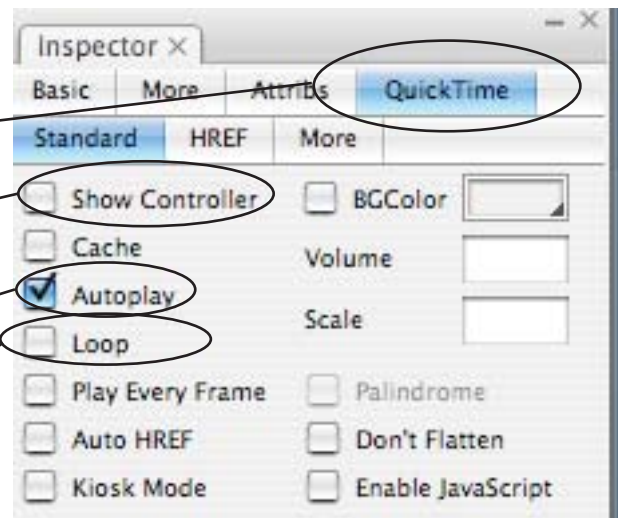 Inspector
Basic More Attribs QuickTime
Standard HREF More
Show Controller BGColor
Cache Volume
Autoplay
Scale
Loop
Play Every Frame Palindrome
Auto HREF Don't Flatten
Kiosk Mode Enable JavaScript